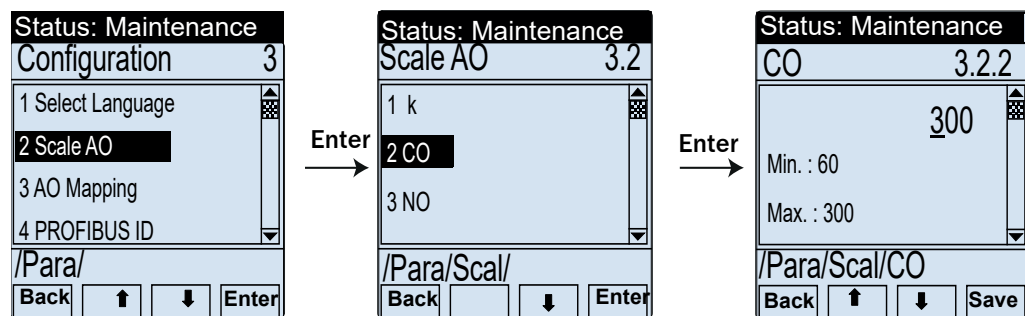 Status: Maintenance
Configuration 3
1 Select Language
2 Scale AO
3 AO Mapping
4 PROFIBUS ID
/Para/
Back Enter
Enter
Status: Maintenance
Scale AO 3.2
1 k
2 CO
3 NO
/Para/Scal/
Back Enter
Enter
Status: Maintenance
CO 3.2.2
300
Min. : 60
Max. : 300
/Para/Scal/CO
Back Save